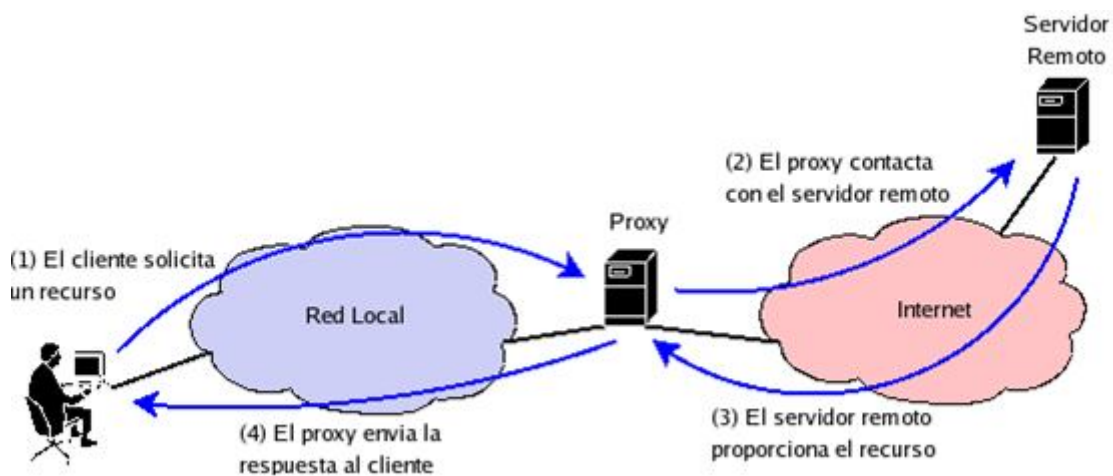 Servidor
Remoto
(2) El proxy contacta
con el servidor remoto
Proxy
(1) El cliente solicita
un recurso
Red Local
Internet
(3) El servidor remoto
proporciona el recurso
(4) El proxy envia la
respuesta al cliente